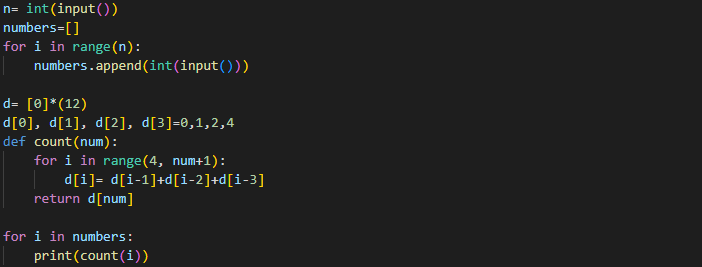 n= int(input())
numbers=[]
for i in range(n):
    numbers.append(int(input()))

d= [0]*(12)
d[0], d[1], d[2], d[3]=0,1,2,4
def count(num):
    for i in range(4, num+1):
        d[i]= d[i-1]+d[i-2]+d[i-3]
    return d[num]

for i in numbers:
    print(count(i))